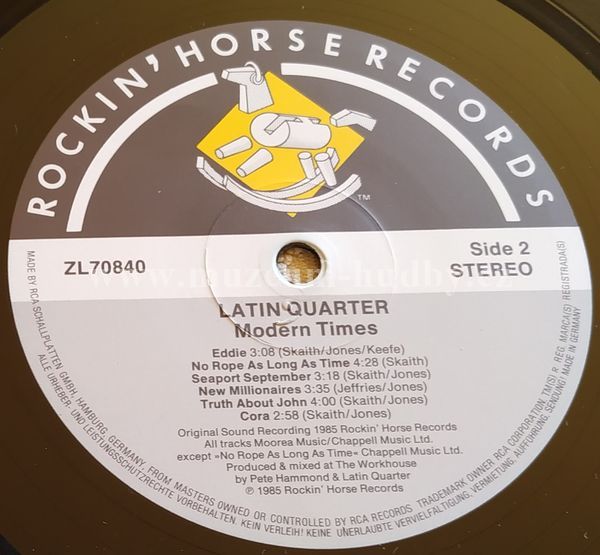 ROCKIN' HORSE RECORDS
TM
ZL70840
Side 2
STEREO
www.muzeum-hudby.cz
LATIN QUARTER
Modern Times
Eddie 3:08 (Skaith/Jones/Keefe)
No Rope As Long As Time 4:28 (Skaith)
Seaport September 3:18 (Skaith/Jones)
New Millionaires 3:35 (Jeffries/Jones)
Truth About John 4:00 (Skaith/Jones)
Cora 2:58 (Skaith/Jones)
Original Sound Recording 1985 Rockin' Horse Records
All tracks Moorea Music/Chappell Music Ltd.
except »No Rope As Long As Time« Chappell Music Ltd.
Produced & mixed at The Workhouse
by Pete Hammond & Latin Quarter
℗ 1985 Rockin' Horse Records
MADE BY RCA SCHALLPLATTEN GMBH, HAMBURG, GERMANY, FROM MASTERS OWNED OR CONTROLLED BY RCA RECORDS TRADEMARK OWNER RCA CORPORATION, TM(S) ® REG. MARCA(S) REGISTRADA(S)
ALLE URHEBER- UND LEISTUNGSSCHUTZRECHTE VORBEHALTEN. KEIN VERLEIH! KEINE UNERLAUBTE VERVIELFÄLTIGUNG, VERMIETUNG, AUFFÜHRUNG, SENDUNG! MADE IN GERMANY